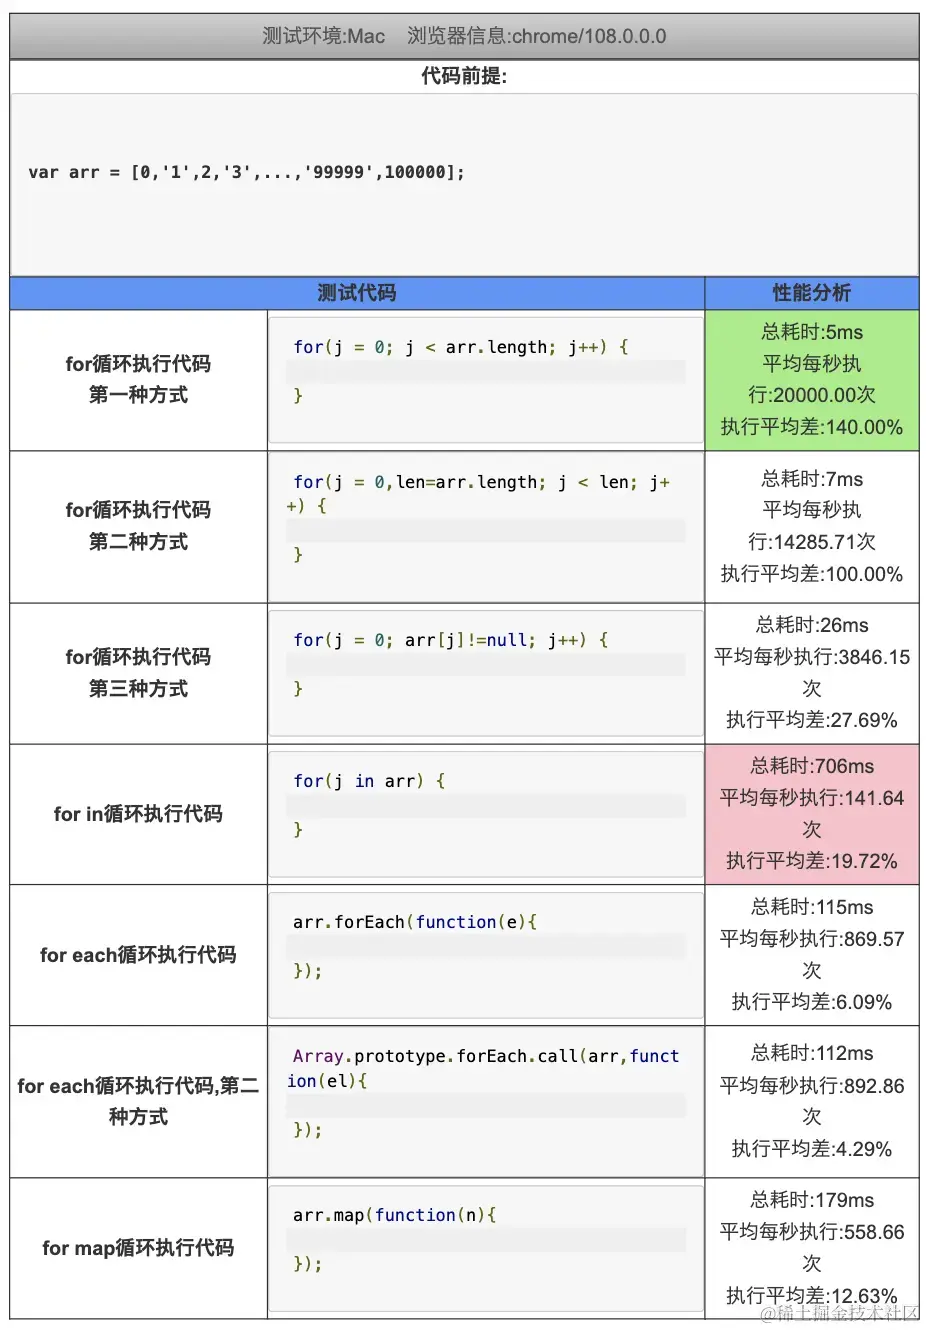 测试环境:Mac 浏览器信息:chrome/108.0.0.0
代码前提:
var arr = [0,'1',2,'3',...,'99999',100000];
测试代码
性能分析
for循环执行代码
第一种方式
for(j = 0; j < arr.length; j++) {
}
总耗时:5ms
平均每秒执
行:20000.00次
执行平均差:140.00%
for循环执行代码
第二种方式
for(j = 0,len=arr.length; j < len; j+
+) {
}
总耗时:7ms
平均每秒执
行:14285.71次
执行平均差:100.00%
for循环执行代码
第三种方式
for(j = 0; arr[j]!=null; j++) {
}
总耗时:26ms
平均每秒执行:3846.15
次
执行平均差:27.69%
for in循环执行代码
for(j in arr) {
}
总耗时:706ms
平均每秒执行:141.64
次
执行平均差:19.72%
for each循环执行代码
arr.forEach(function(e){
});
总耗时:115ms
平均每秒执行:869.57
次
执行平均差:6.09%
for each循环执行代码,第二
种方式
Array.prototype.forEach.call(arr,funct
ion(el){
});
总耗时:112ms
平均每秒执行:892.86
次
执行平均差:4.29%
for map循环执行代码
arr.map(function(n){
});
总耗时:179ms
平均每秒执行:558.66
次
执行平均差:12.63%
@稀土掘金技术社区